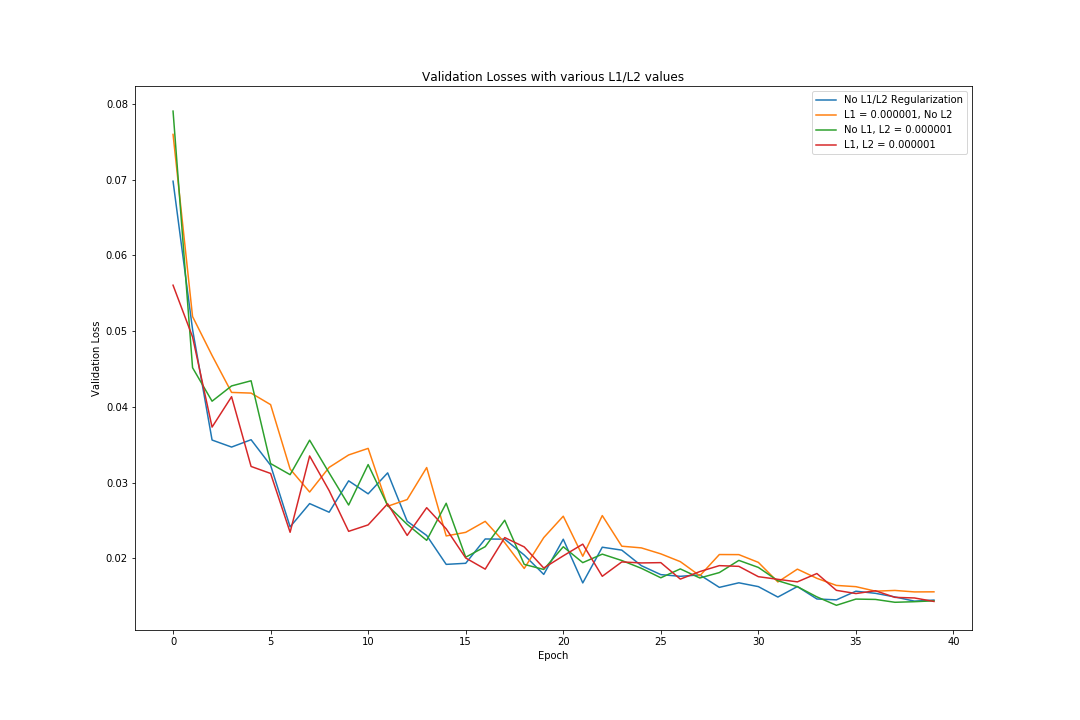 Validation Losses with various L1/L2 values
No L1/L2 Regularization
L1 = 0.000001, No L2
No L1, L2 = 0.000001
L1, L2 = 0.000001
Validation Loss
0.08
0.07
0.06
0.05
0.04
0.03
0.02
0 5 10 15 20 25 30 35 40
Epoch